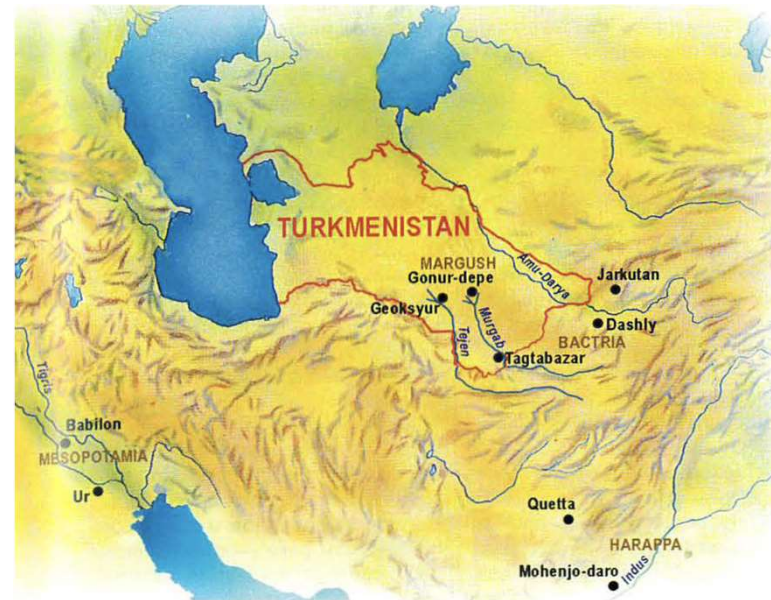 TURKMENISTAN
MARGUSH
Gonur-depe
Geoksyur
Tejen
Murgab
Amu-Darya
Jarkutan
Dashly
BACTRIA
Tagtabazar
Tigris
Babilon
MESOPOTAMIA
Ur
Quetta
HARAPPA
Mohenjo-daro
Indus